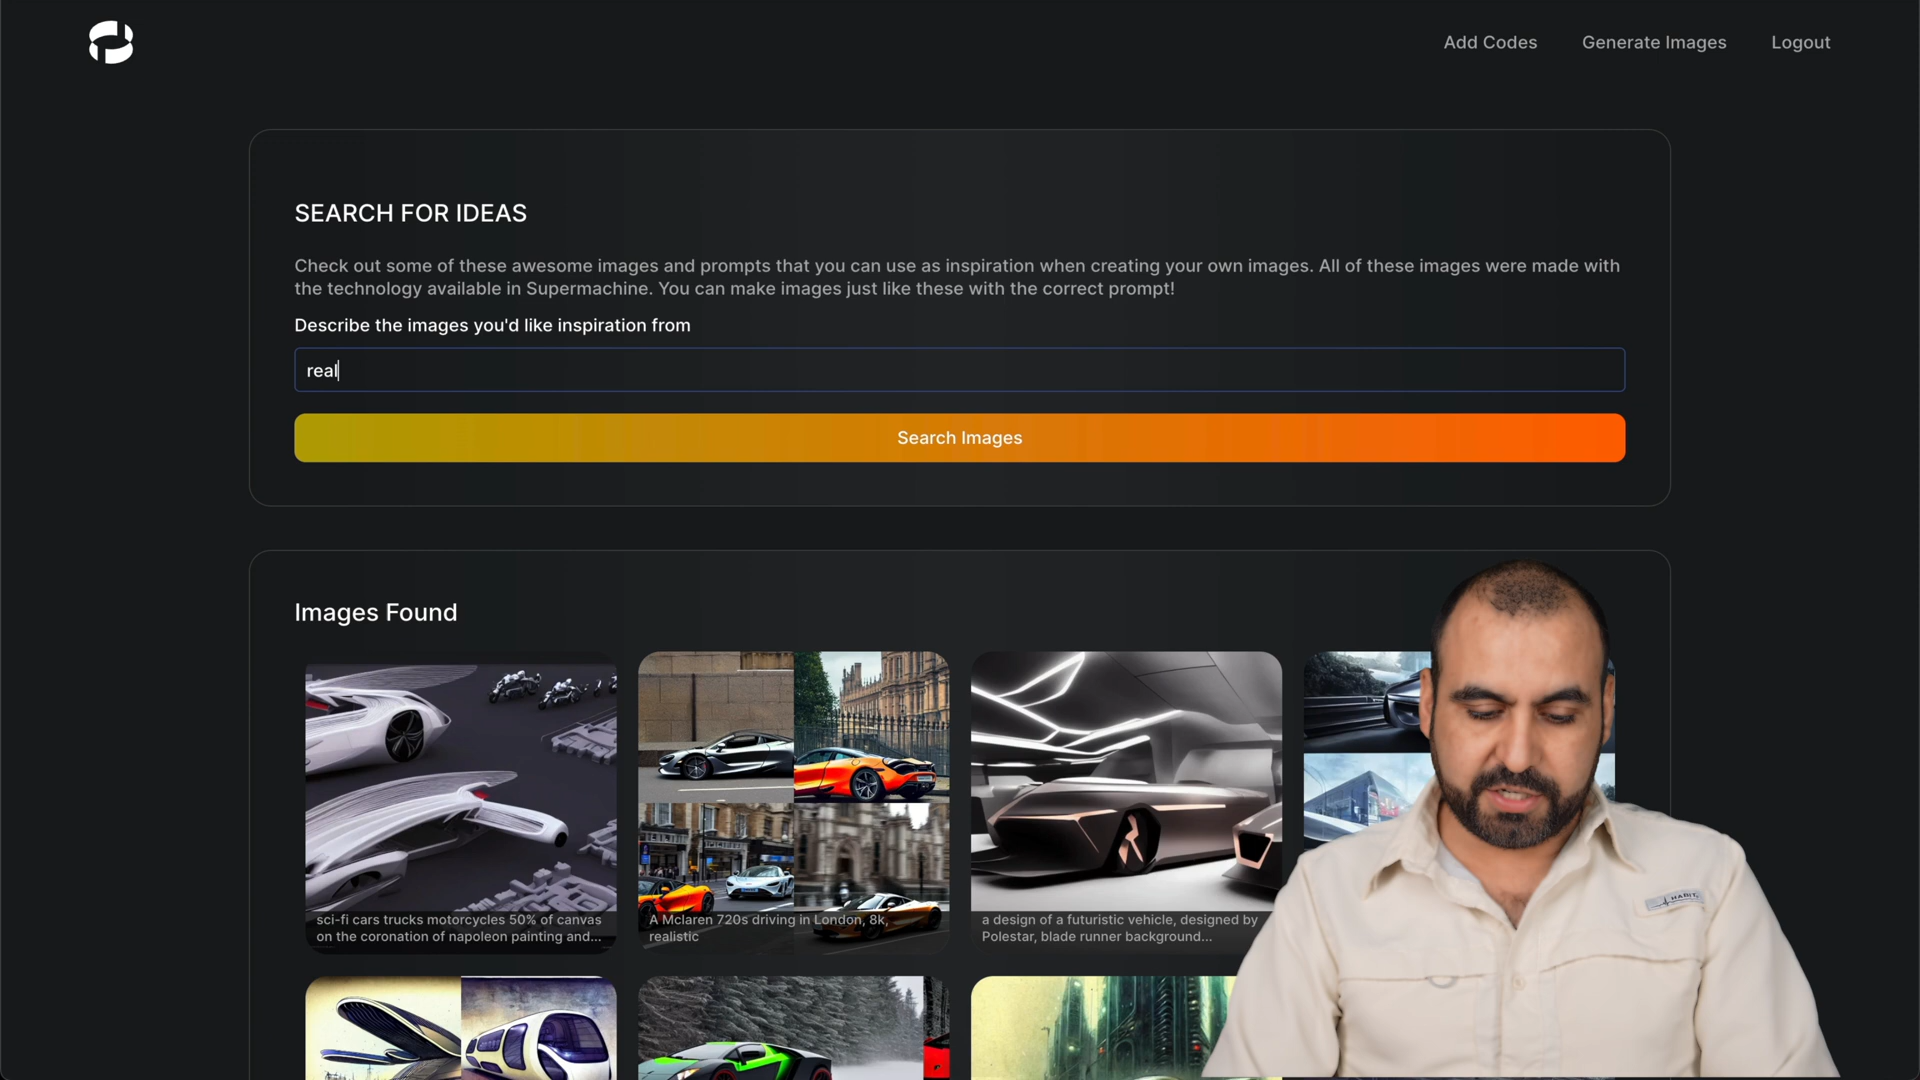 Add Codes
Generate Images
Logout
SEARCH FOR IDEAS
Check out some of these awesome images and prompts that you can use as inspiration when creating your own images. All of these images were made with
the technology available in Supermachine. You can make images just like these with the correct prompt!
Describe the images you'd like inspiration from
real
Search Images
Images Found
sci-fi cars trucks motorcycles 50% of canvas
on the coronation of napoleon painting and...
A Mclaren 720s driving in London, 8k,
realistic
a design of a futuristic vehicle, designed by
Polestar, blade runner background...
HABIT